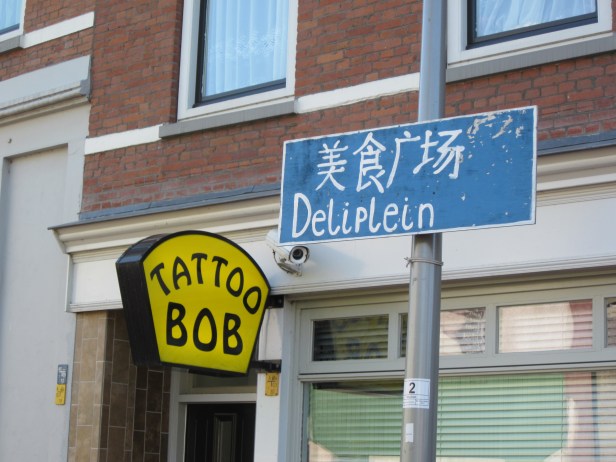 美食广场
Deliplein
TATTOO
BOB
2